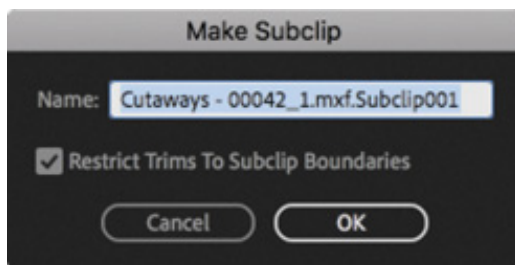 Make Subclip
Name: Cutaways - 00042_1.mxf.Subclip001
Restrict Trims To Subclip Boundaries
Cancel OK